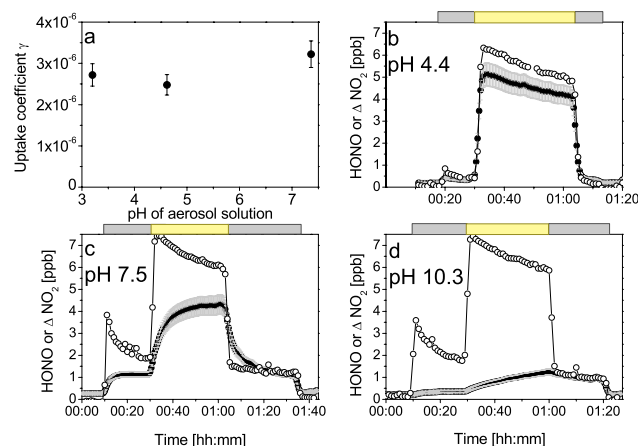 a
Uptake coefficient γ
4x10⁻⁶
3x10⁻⁶
2x10⁻⁶
1x10⁻⁶
0
3 4 5 6 7
pH of aerosol solution
b
pH 4.4
HONO or Δ NO₂ [ppb]
7
6
5
4
3
2
1
0
00:20 00:40 01:00 01:20
c
pH 7.5
HONO or Δ NO₂ [ppb]
7
6
5
4
3
2
1
0
00:00 00:20 00:40 01:00 01:20 01:40
Time [hh:mm]
d
pH 10.3
HONO or Δ NO₂ [ppb]
7
6
5
4
3
2
1
0
00:00 00:20 00:40 01:00 01:20
Time [hh:mm]